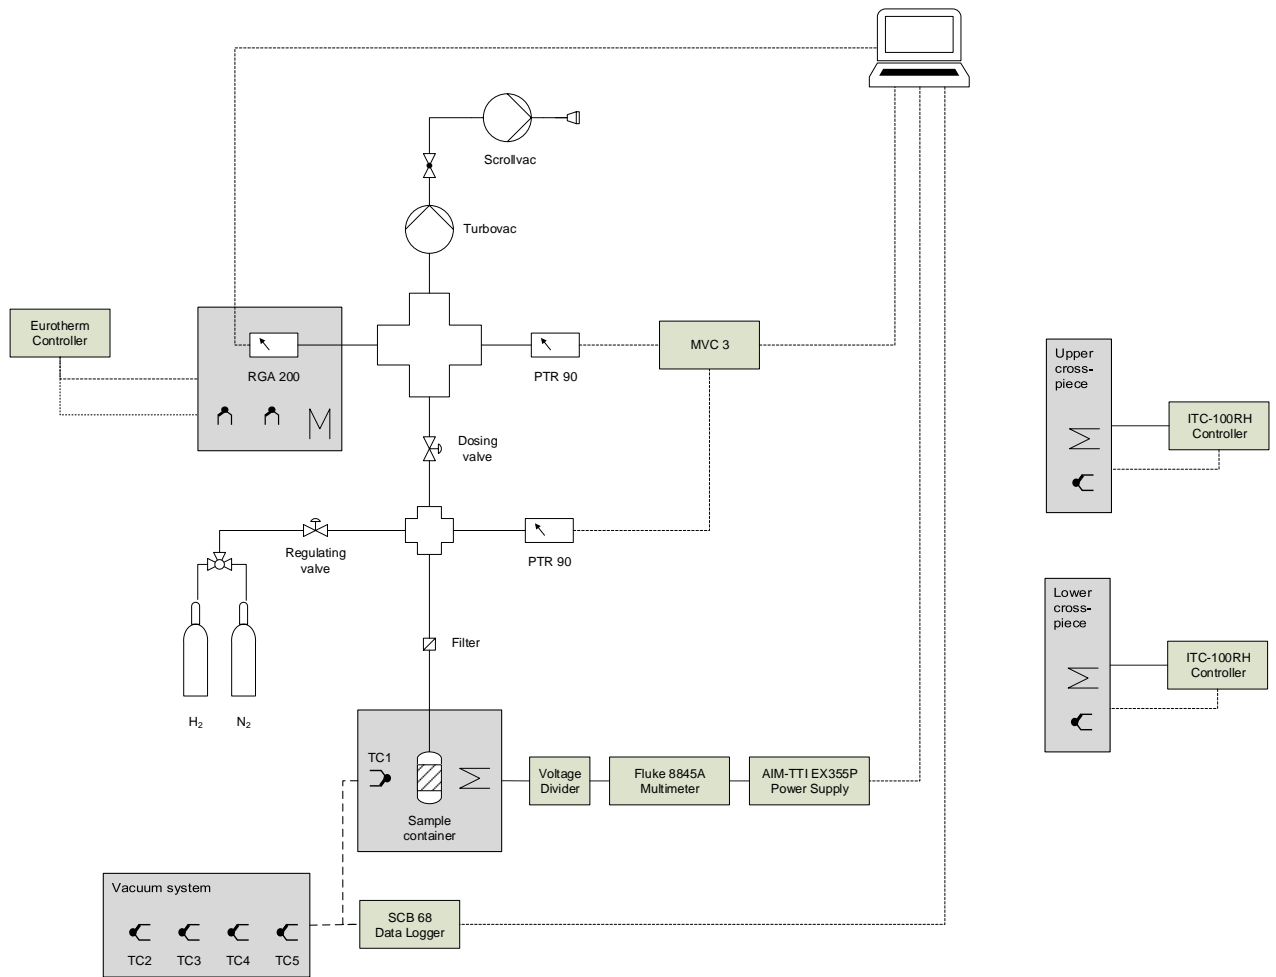 Scrollvac
Turbovac
Eurotherm
Controller
RGA 200
PTR 90
MVC 3
Upper
cross-
piece
ITC-100RH
Controller
Dosing
valve
Regulating
valve
PTR 90
Lower
cross-
piece
ITC-100RH
Controller
Filter
H₂
N₂
TC1
Sample
container
Voltage
Divider
Fluke 8845A
Multimeter
AIM-TTI EX355P
Power Supply
Vacuum system
TC2
TC3
TC4
TC5
SCB 68
Data Logger